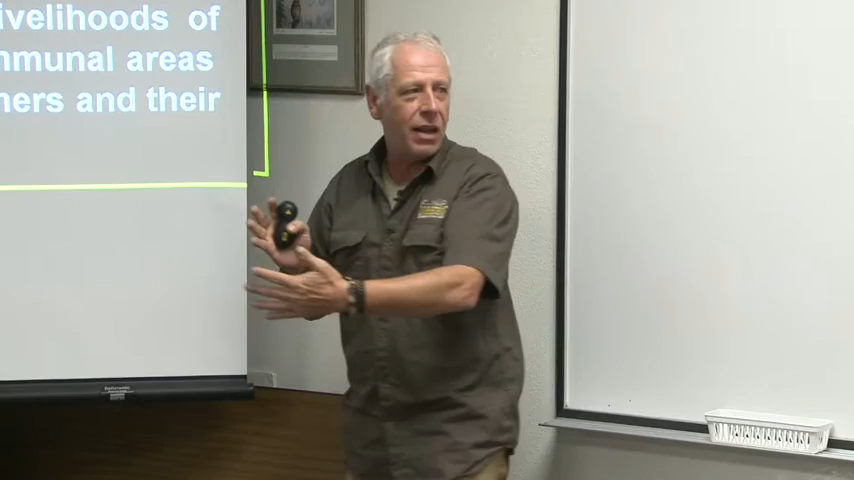 ivelihoods of
nmunal areas
ners and their